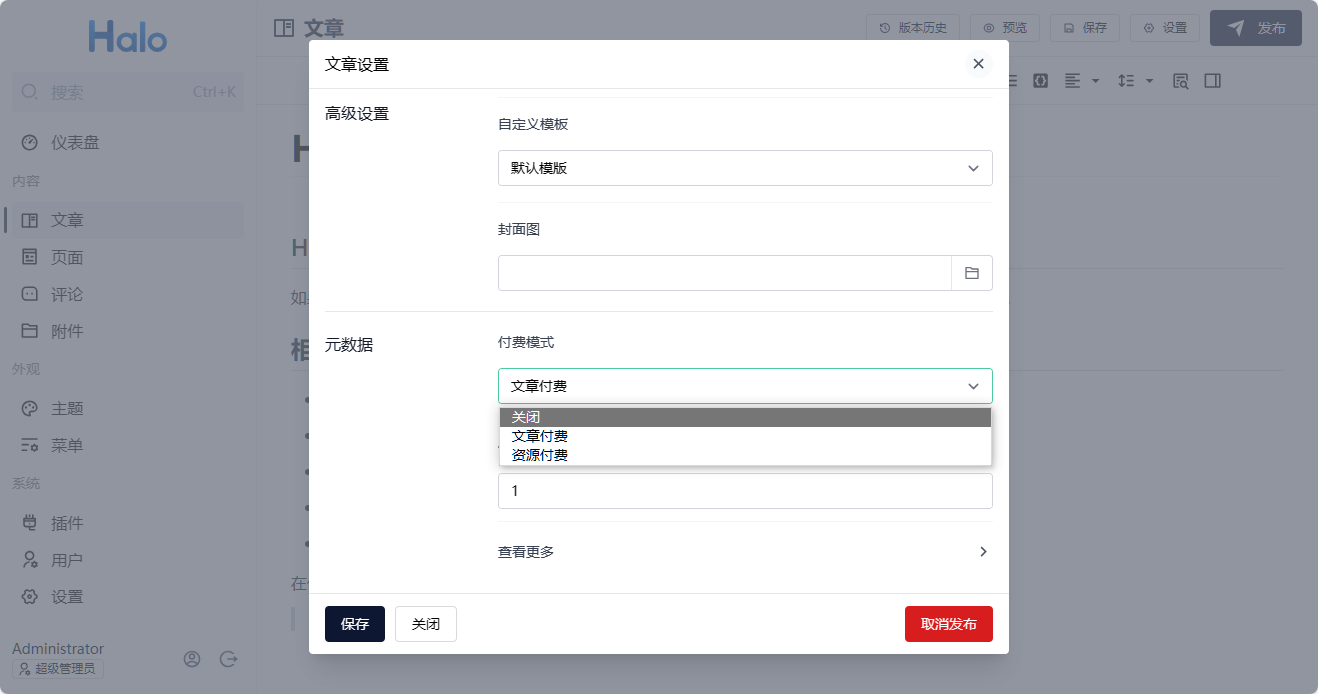 Halo
搜索 Ctrl+K
仪表盘
内容
文章
页面
评论
附件
外观
主题
菜单
系统
插件
用户
设置
Administrator
超级管理员
文章
版本历史 预览 保存 设置 发布
H
H
如
在
文章设置
高级设置
自定义模板
默认模版
封面图
元数据
付费模式
文章付费
关闭
文章付费
资源付费
1
查看更多
保存 关闭 取消发布